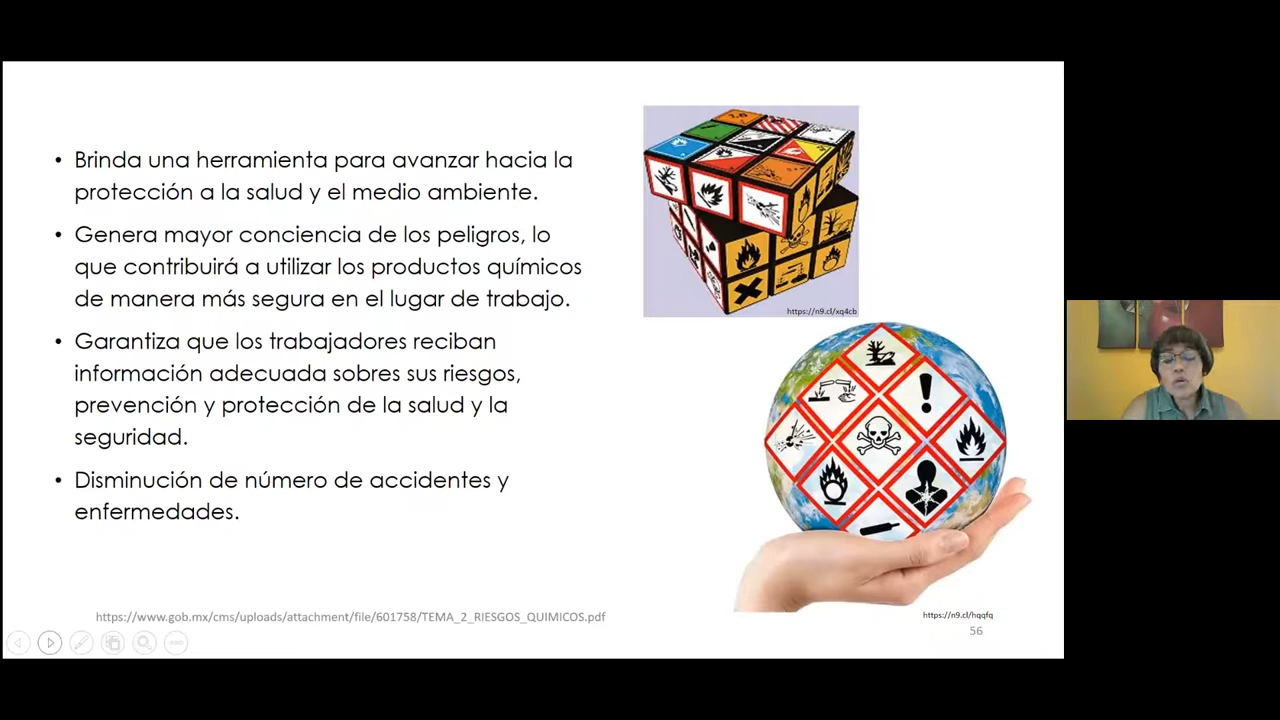 • Brinda una herramienta para avanzar hacia la
protección a la salud y el medio ambiente.
• Genera mayor conciencia de los peligros, lo
que contribuirá a utilizar los productos químicos
de manera más segura en el lugar de trabajo.
• Garantiza que los trabajadores reciban
información adecuada sobres sus riesgos,
prevención y protección de la salud y la
seguridad.
• Disminución de número de accidentes y
enfermedades.
https://n9.cl/xq4cb
https://n9.cl/hqqfq
https://www.gob.mx/cms/uploads/attachment/file/601758/TEMA_2_RIESGOS_QUIMICOS.pdf
56